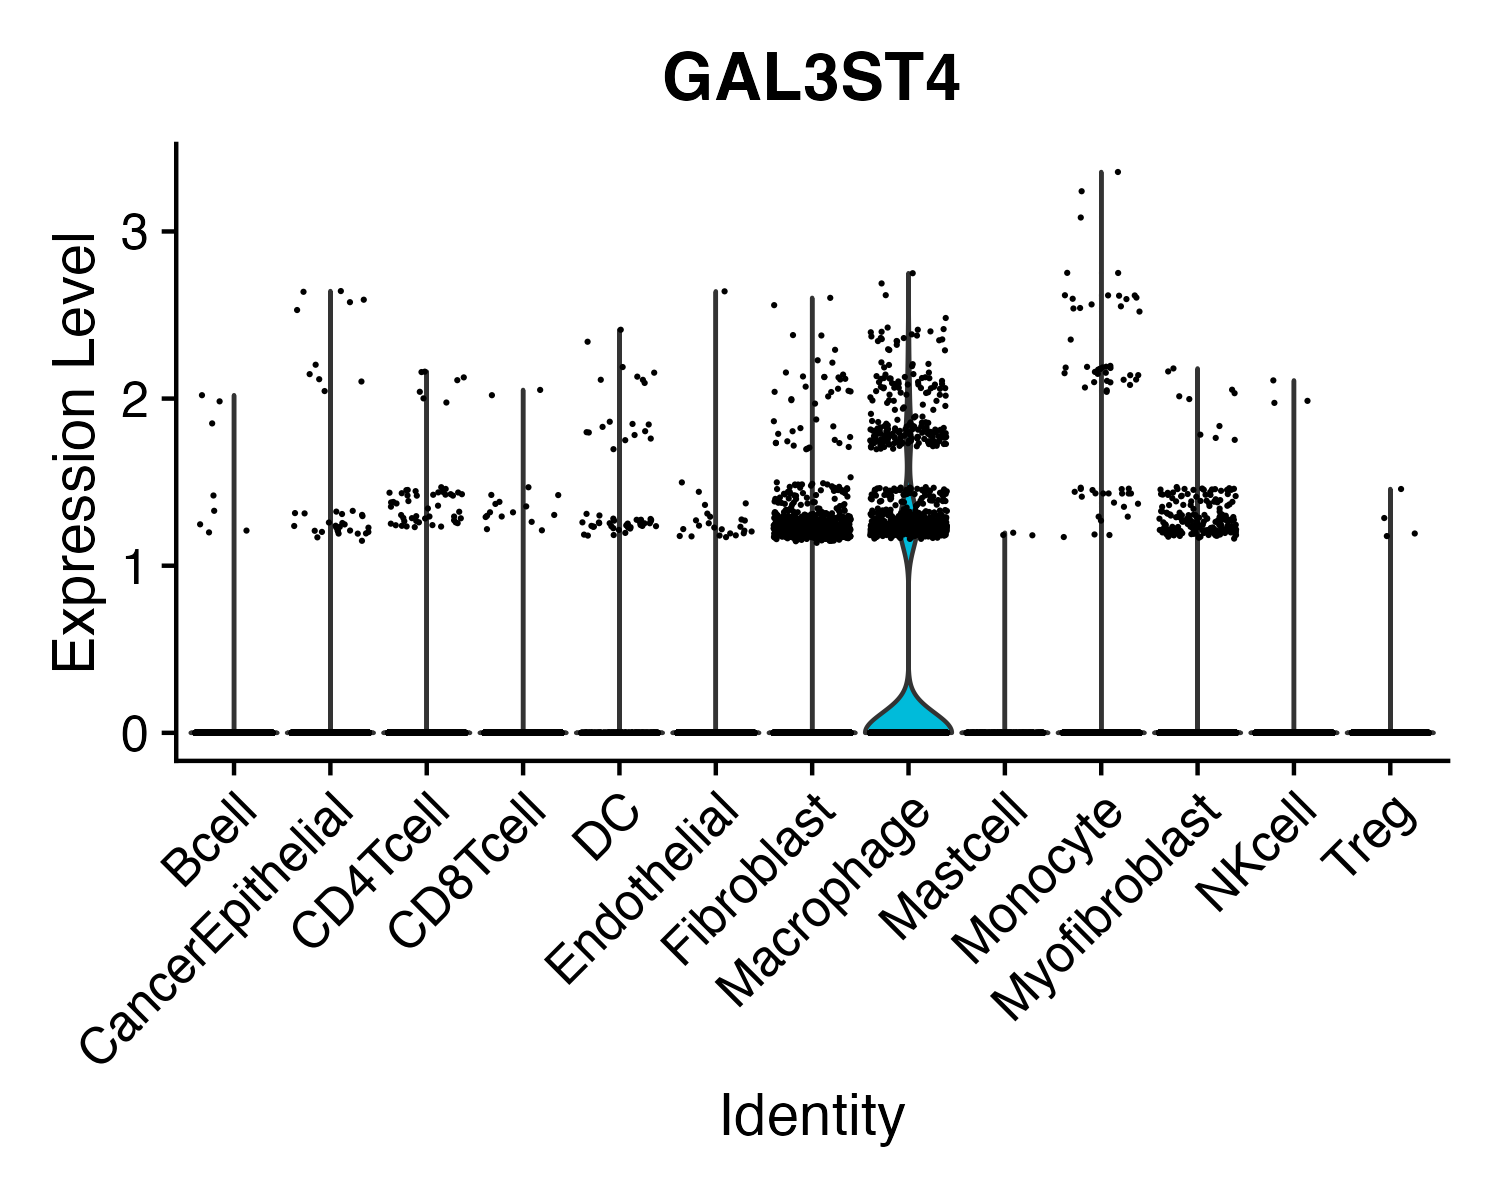 GAL3ST4
Expression Level
3
2
1
0
Bcell
CancerEpithelial
CD4Tcell
CD8Tcell
DC
Endothelial
Fibroblast
Macrophage
Mastcell
Monocyte
Myofibroblast
NKcell
Treg
Identity